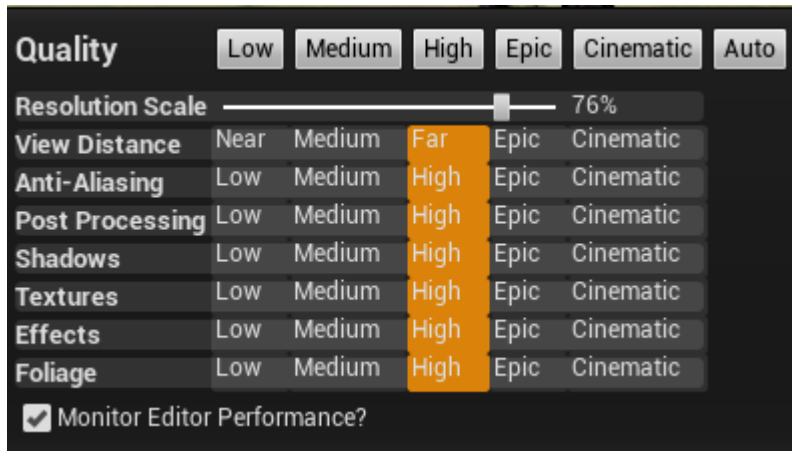 Quality Low Medium High Epic Cinematic Auto
Resolution Scale 76%
View Distance Near Medium Far Epic Cinematic
Anti-Aliasing Low Medium High Epic Cinematic
Post Processing Low Medium High Epic Cinematic
Shadows Low Medium High Epic Cinematic
Textures Low Medium High Epic Cinematic
Effects Low Medium High Epic Cinematic
Foliage Low Medium High Epic Cinematic
Monitor Editor Performance?